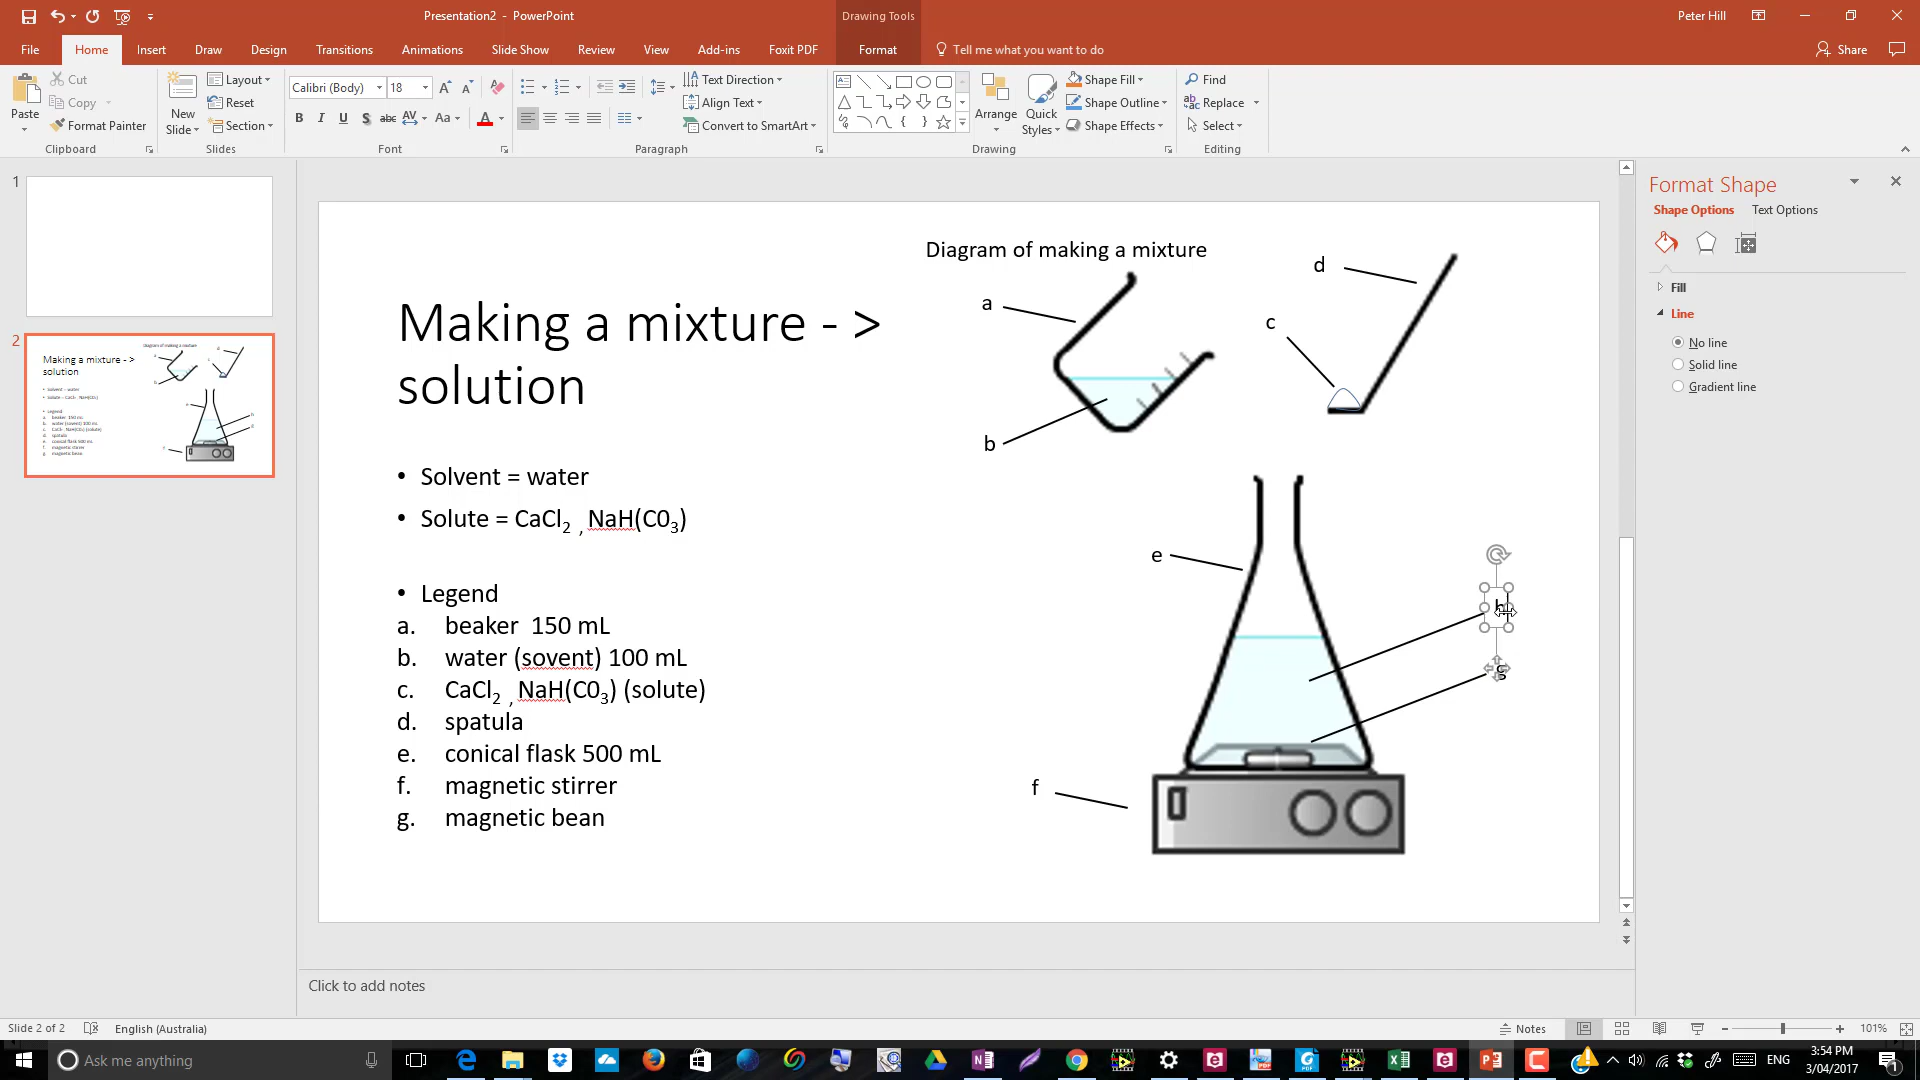 Presentation2 - PowerPoint
Drawing Tools
Peter Hill
File
Home
Insert
Draw
Design
Transitions
Animations
Slide Show
Review
View
Add-ins
Foxit PDF
Format
Tell me what you want to do
Share
Paste
Cut
Copy
Format Painter
Clipboard
New
Slide
Layout
Reset
Section
Slides
Calibri (Body)
18
B I U S abc AV Aa A
Font
Text Direction
Align Text
Convert to SmartArt
Paragraph
Arrange
Quick
Styles
Shape Fill
Shape Outline
Shape Effects
Drawing
Find
Replace
Select
Editing
1
2
Making a mixture - >
solution
Solvent = water
Solute = CaCl2 , NaH(C03)
Legend
a. beaker 150 mL
b. water (sovent) 100 mL
c. CaCl2 , NaH(C03) (solute)
d. spatula
e. conical flask 500 mL
f. magnetic stirrer
g. magnetic bean
Diagram of making a mixture
a
b
c
d
e
f
g
Format Shape
Shape Options
Text Options
Fill
Line
No line
Solid line
Gradient line
Click to add notes
Slide 2 of 2
English (Australia)
Notes
101%
Ask me anything
ENG
3:54 PM
3/04/2017